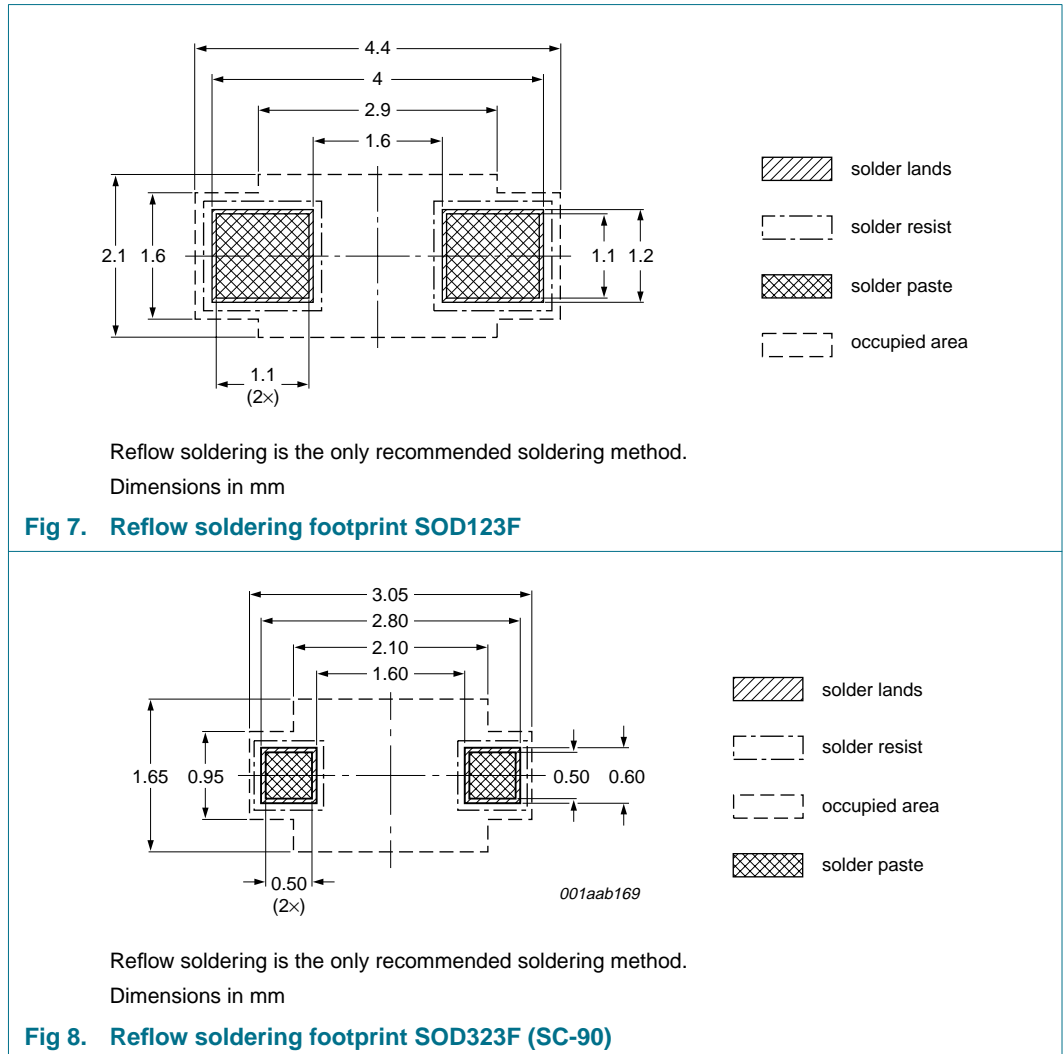 4.4
4
2.9
1.6
solder lands
solder resist
2.1 1.6 1.1 1.2
solder paste
occupied area
1.1
(2×)
Reflow soldering is the only recommended soldering method.
Dimensions in mm
Fig 7. Reflow soldering footprint SOD123F
3.05
2.80
2.10
1.60
solder lands
solder resist
1.65 0.95 0.50 0.60
occupied area
solder paste
0.50
(2×)
001aab169
Reflow soldering is the only recommended soldering method.
Dimensions in mm
Fig 8. Reflow soldering footprint SOD323F (SC-90)